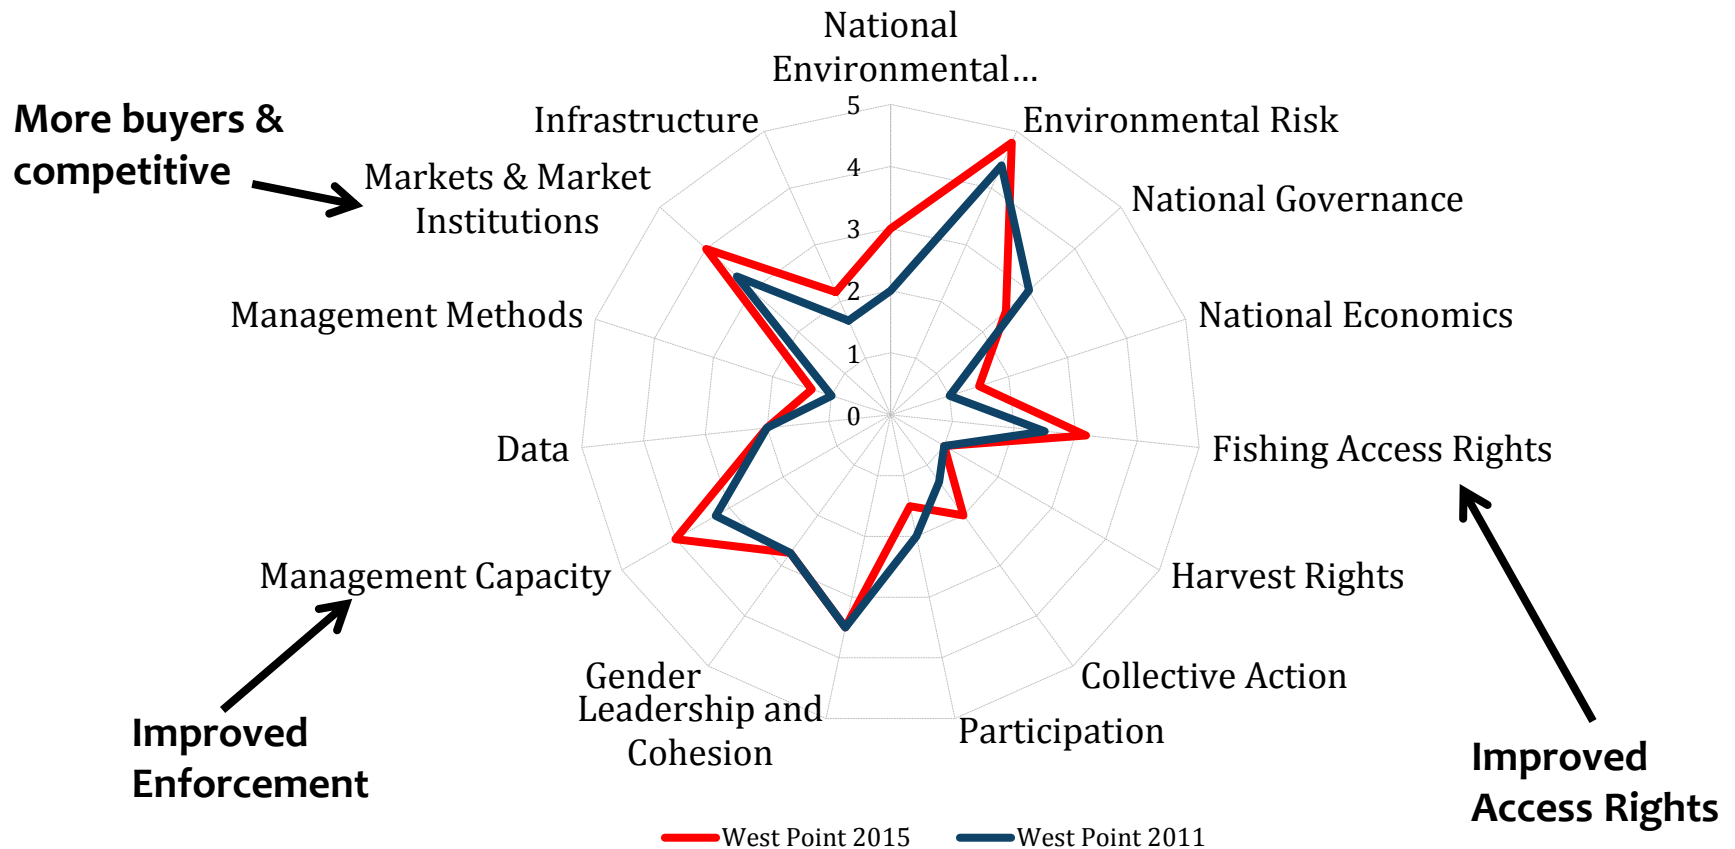 National
Environmental...
More buyers &
competitive
Infrastructure
Environmental Risk
Markets & Market
Institutions
National Governance
Management Methods
National Economics
Data
Fishing Access Rights
Management Capacity
Harvest Rights
Gender
Collective Action
Leadership and
Cohesion
Participation
Improved
Enforcement
Improved
Access Rights
5
4
3
2
1
0
West Point 2015
West Point 2011